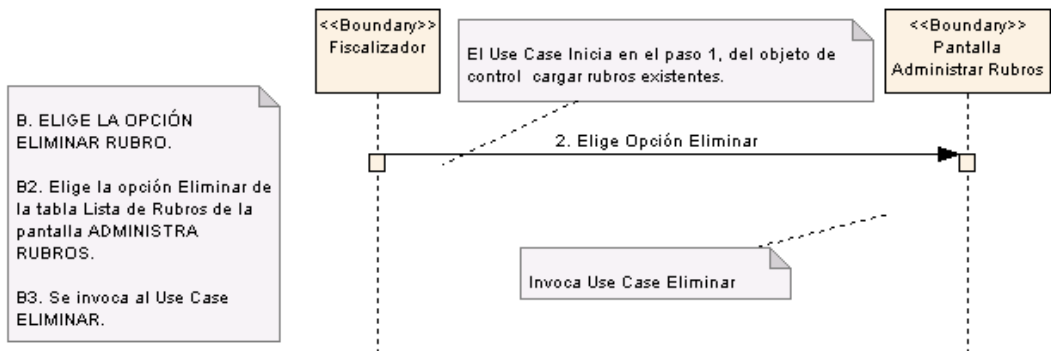 <<Boundary>>
Fiscalizador
El Use Case Inicia en el paso 1, del objeto de
control cargar rubros existentes.
<<Boundary>>
Pantalla
Administrar Rubros
B. ELIGE LA OPCIÓN
ELIMINAR RUBRO.
B2. Elige la opción Eliminar de
la tabla Lista de Rubros de la
pantalla ADMINISTRA
RUBROS.
B3. Se invoca al Use Case
ELIMINAR.
2. Elige Opción Eliminar
Invoca Use Case Eliminar